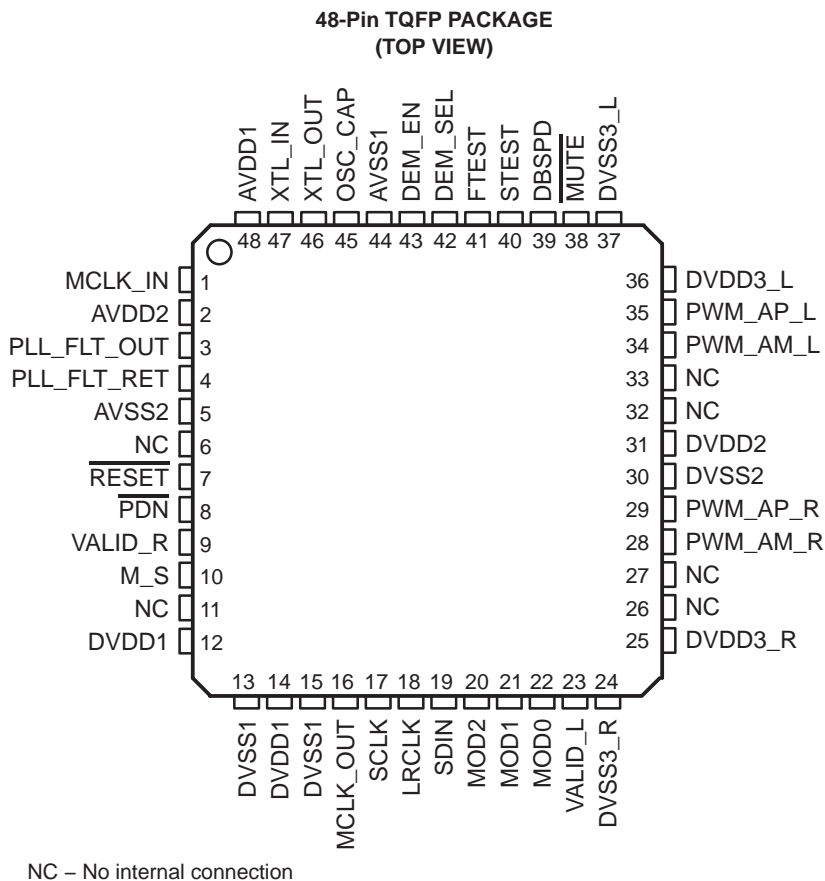 48-Pin TQFP PACKAGE
(TOP VIEW)
AVDD1
XTL_IN
XTL_OUT
OSC_CAP
AVSS1
DEM_EN
DEM_SEL
FTEST
STEST
DBSPD
MUTE
DVSS3_L
48 47 46 45 44 43 42 41 40 39 38 37
MCLK_IN 1
AVDD2 2
PLL_FLT_OUT 3
PLL_FLT_RET 4
AVSS2 5
NC 6
RESET 7
PDN 8
VALID_R 9
M_S 10
NC 11
DVDD1 12
36 DVDD3_L
35 PWM_AP_L
34 PWM_AM_L
33 NC
32 NC
31 DVDD2
30 DVSS2
29 PWM_AP_R
28 PWM_AM_R
27 NC
26 NC
25 DVDD3_R
13 14 15 16 17 18 19 20 21 22 23 24
DVSS1
DVDD1
DVSS1
MCLK_OUT
SCLK
LRCLK
SDIN
MOD2
MOD1
MOD0
VALID_L
DVSS3_R
NC – No internal connection